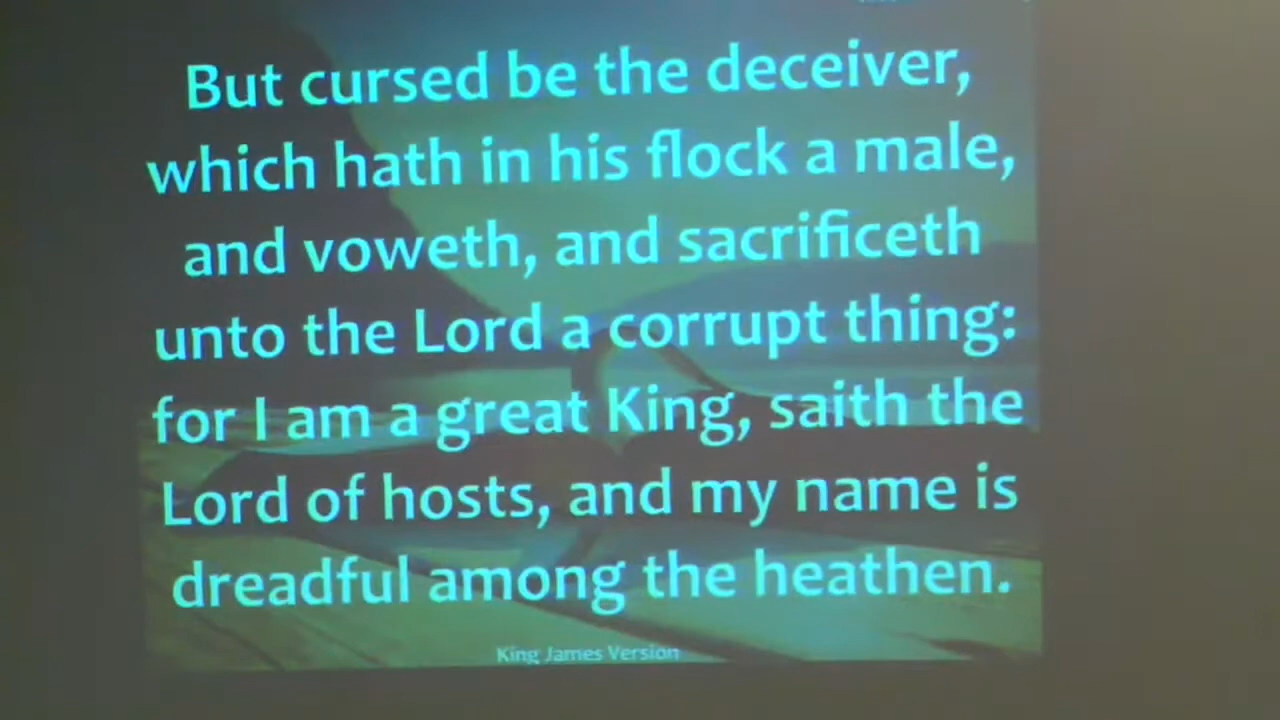 But cursed be the deceiver,
which hath in his flock a male,
and voweth, and sacrificeth
unto the Lord a corrupt thing:
for I am a great King, saith the
Lord of hosts, and my name is
dreadful among the heathen.
King James Version